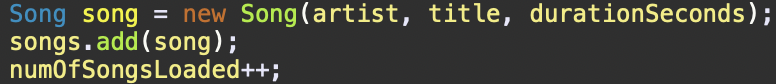 Song song = new Song(artist, title, durationSeconds);
songs.add(song);
numOfSongsLoaded++;